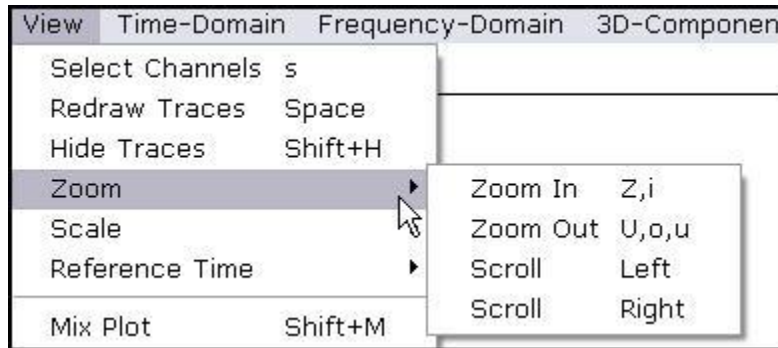 View Time-Domain Frequency-Domain 3D-Componen
Select Channels s
Redraw Traces Space
Hide Traces Shift+H
Zoom
Scale
Reference Time
Mix Plot Shift+M
Zoom In Z,i
Zoom Out U,o,u
Scroll Left
Scroll Right